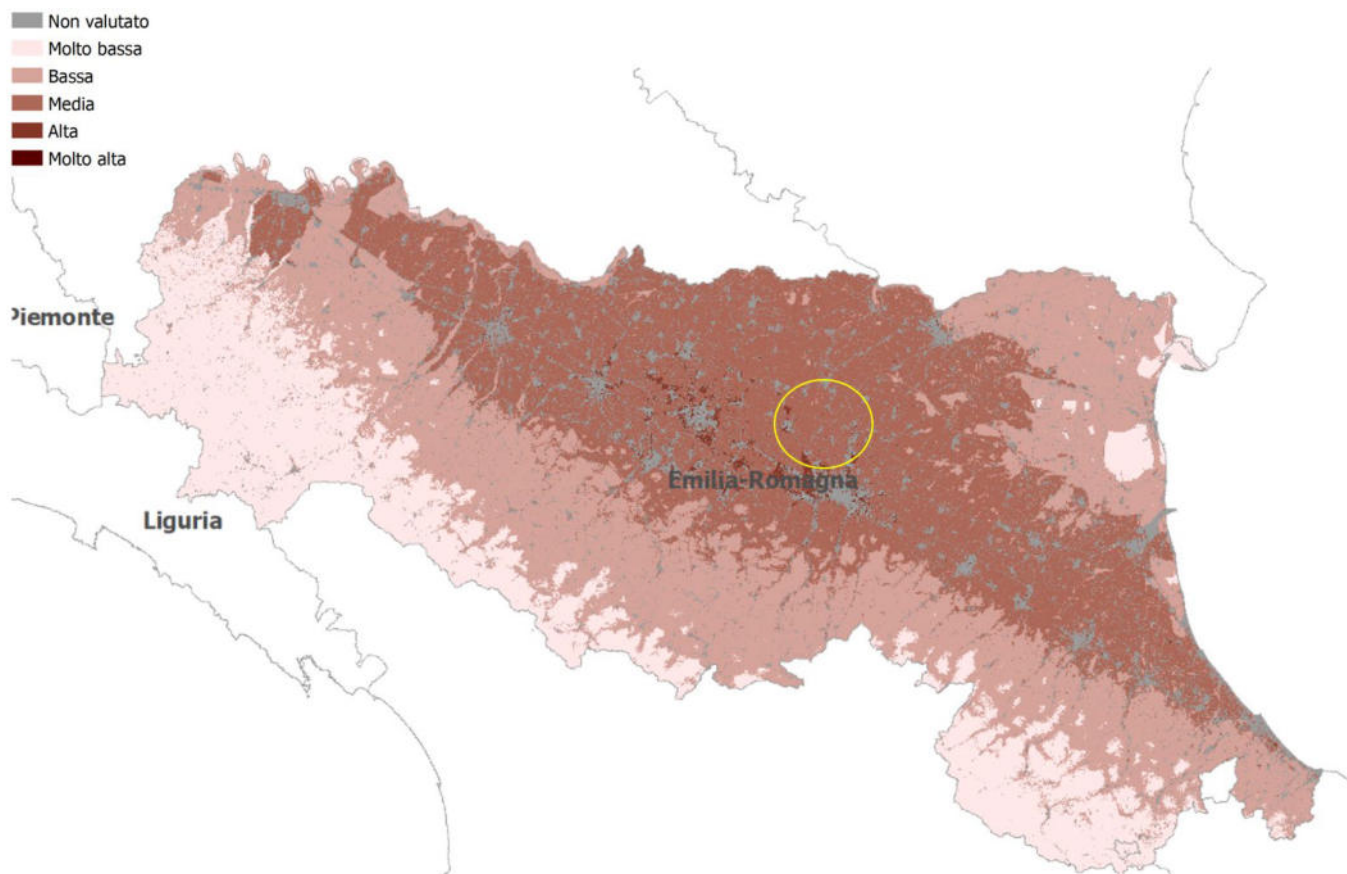 Non valutato
Molto bassa
Bassa
Media
Alta
Molto alta
Piemonte
Emilia-Romagna
Liguria